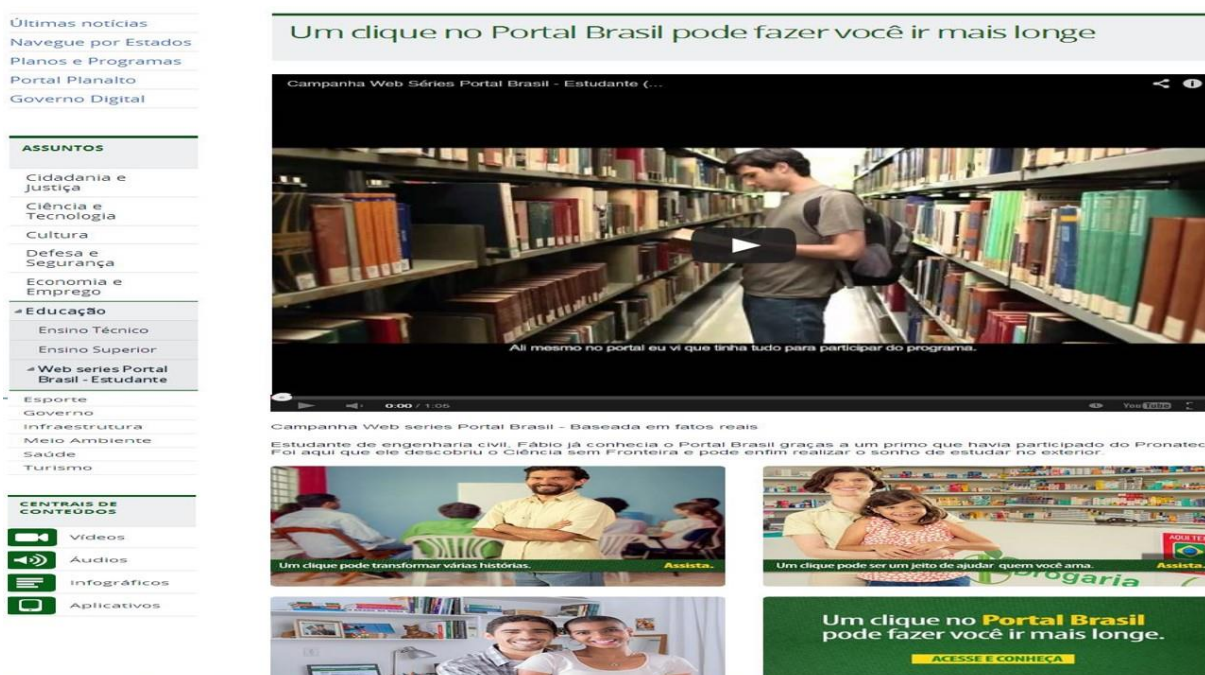 Últimas notícias
Navegue por Estados
Planos e Programas
Portal Planalto
Governo Digital
ASSUNTOS
Cidadania e
Justiça
Ciência e
Tecnologia
Cultura
Defesa e
Segurança
Economia e
Emprego
Educação
Ensino Técnico
Ensino Superior
Web series Portal
Brasil - Estudante
Esporte
Governo
Infraestrutura
Meio Ambiente
Saúde
Turismo
CENTRAIS DE
CONTEÚDOS
Vídeos
Áudios
Infográficos
Aplicativos
Um clique no Portal Brasil pode fazer você ir mais longe
Campanha Web Séries Portal Brasil - Estudante (...
Ali mesmo no portal eu vi que tinha tudo para participar do programa.
0:00 / 1:05
YouTube
Campanha Web series Portal Brasil - Baseada em fatos reais
Estudante de engenharia civil, Fábio já conhecia o Portal Brasil graças a um primo que havia participado do Pronatec
Foi aqui que ele descobriu o Ciência sem Fronteira e pode enfim realizar o sonho de estudar no exterior.
Um clique pode transformar várias histórias. Assista.
AQUI TEM
Drogaria
Um clique pode ser um jeito de ajudar quem você ama. Assista.
Um clique no Portal Brasil
pode fazer você ir mais longe.
ACESSE E CONHEÇA